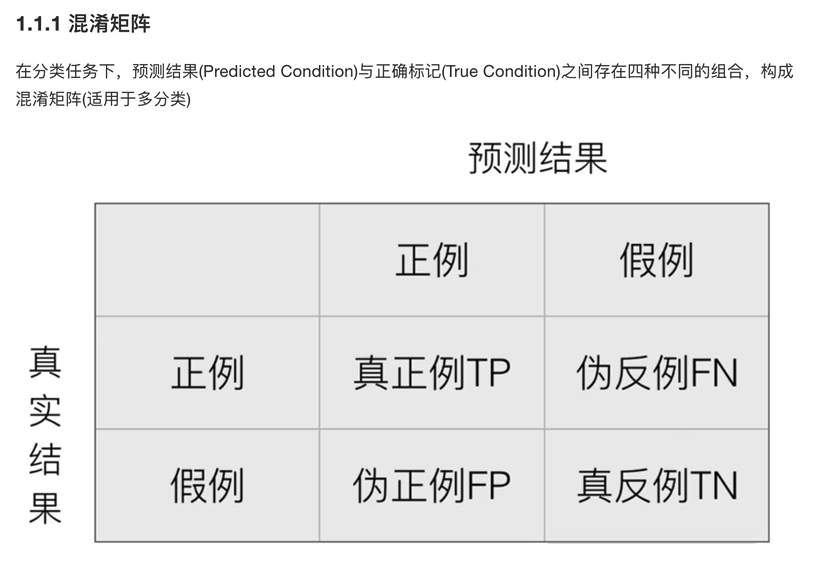 1.1.1 混淆矩阵
在分类任务下，预测结果(Predicted Condition)与正确标记(True Condition)之间存在四种不同的组合，构成
混淆矩阵(适用于多分类)
预测结果
正例 假例
真实结果
正例 真正例TP 伪反例FN
假例 伪正例FP 真反例TN